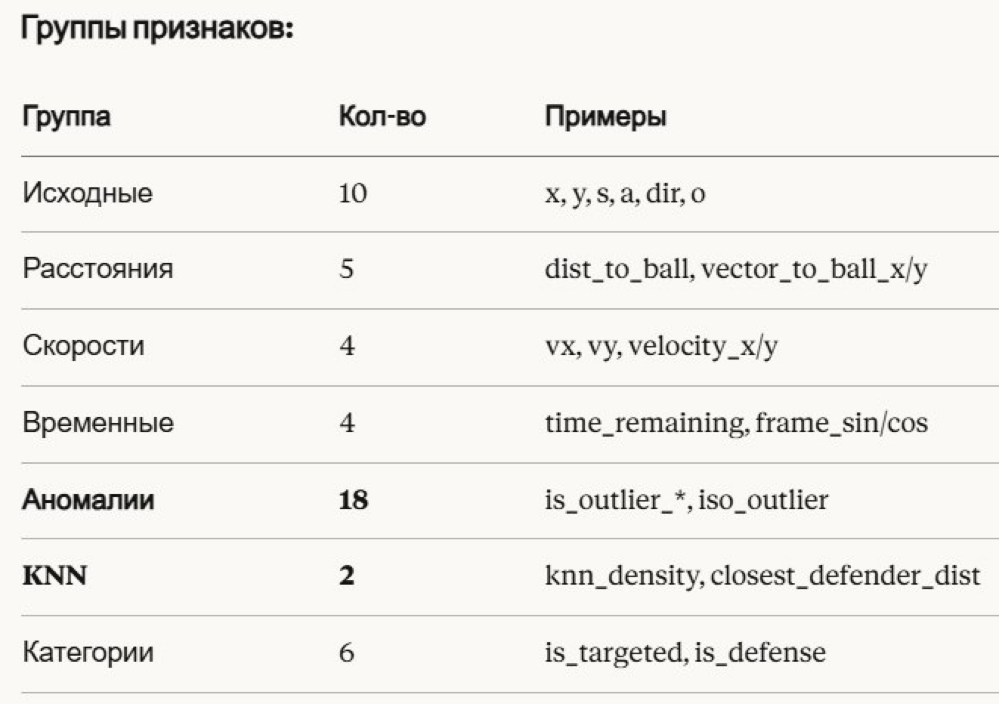 Группы признаков:
Группа Кол-во Примеры
Исходные 10 x, y, s, a, dir, o
Расстояния 5 dist_to_ball, vector_to_ball_x/y
Скорости 4 vx, vy, velocity_x/y
Временные 4 time_remaining, frame_sin/cos
Аномалии 18 is_outlier_*, iso_outlier
KNN 2 knn_density, closest_defender_dist
Категории 6 is_targeted, is_defense